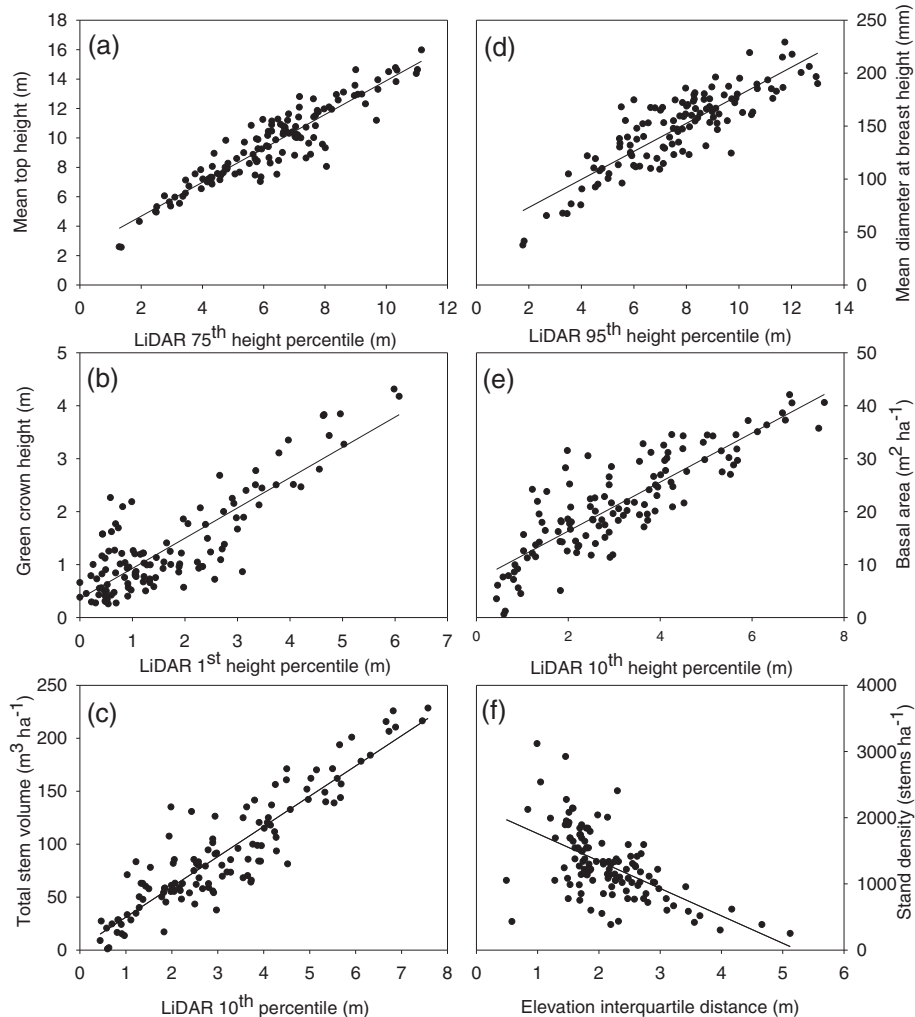 (a)
Mean top height (m)
18
16
14
12
10
8
6
4
2
0
0 2 4 6 8 10 12
LiDAR 75th height percentile (m)
(d)
Mean diameter at breast height (mm)
250
200
150
100
50
0
0 2 4 6 8 10 12 14
LiDAR 95th height percentile (m)
(b)
Green crown height (m)
5
4
3
2
1
0
0 1 2 3 4 5 6 7
LiDAR 1st height percentile (m)
(e)
Basal area (m2 ha-1)
50
40
30
20
10
0
0 2 4 6 8
LiDAR 10th height percentile (m)
(c)
Total stem volume (m3 ha-1)
250
200
150
100
50
0
0 1 2 3 4 5 6 7 8
LiDAR 10th percentile (m)
(f)
Stand density (stems ha-1)
4000
3000
2000
1000
0
0 1 2 3 4 5 6
Elevation interquartile distance (m)